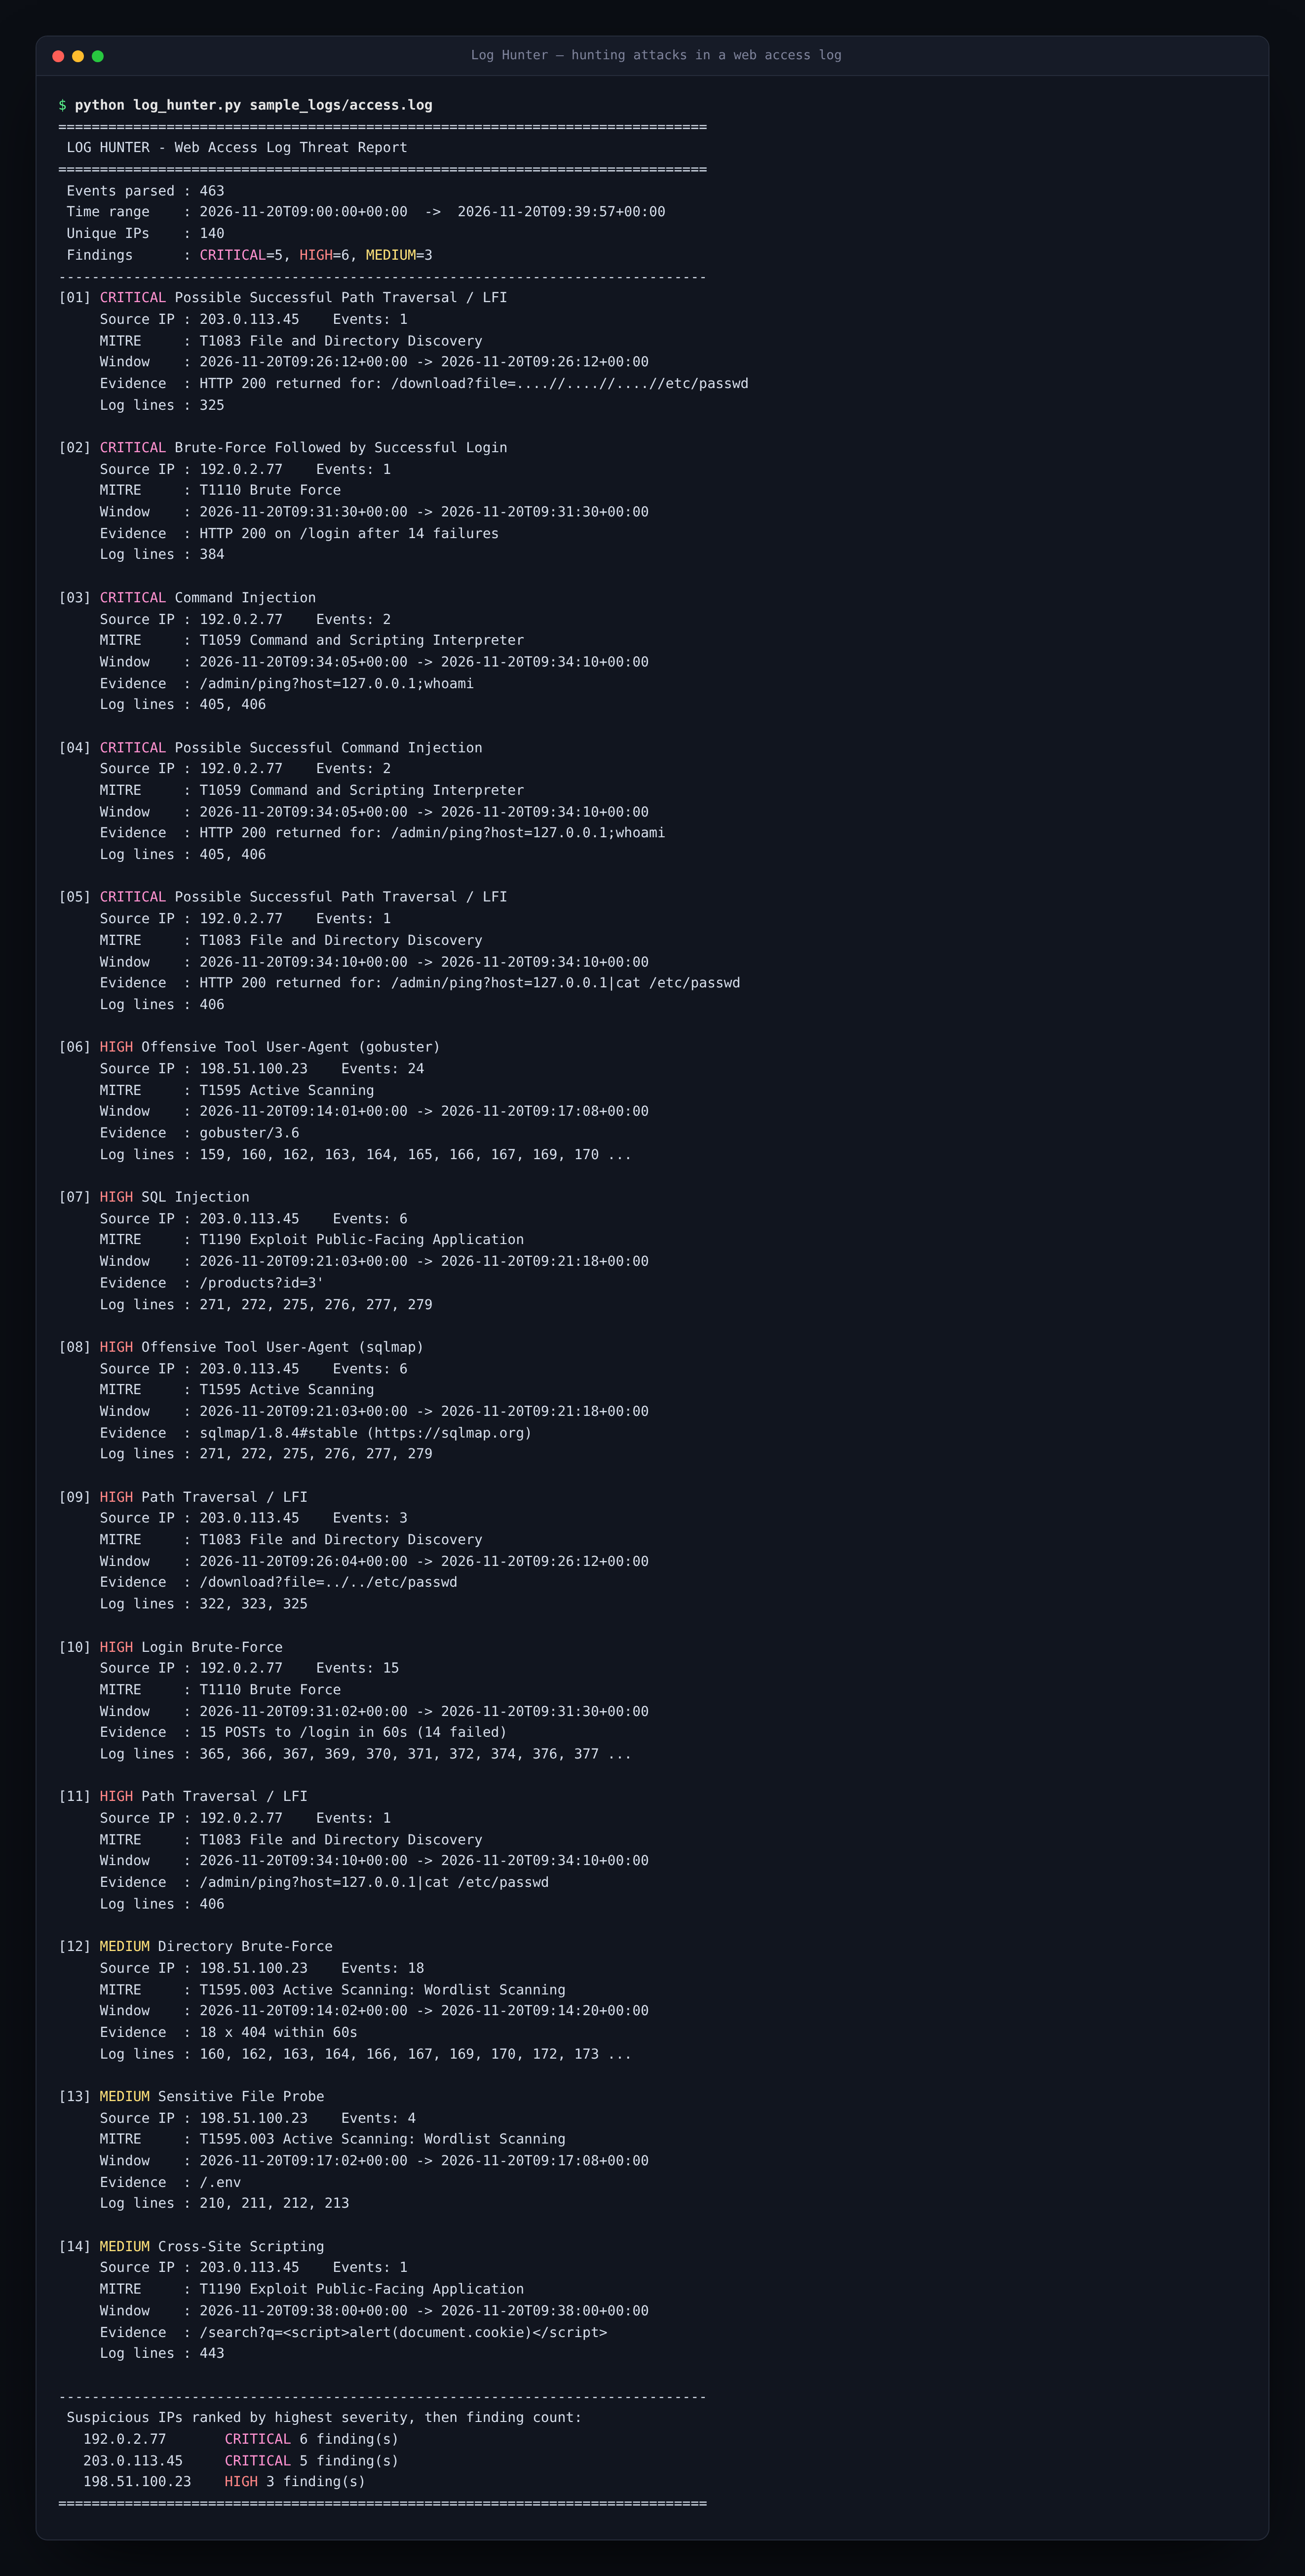 Log Hunter — hunting attacks in a web access log
$ python log_hunter.py sample_logs/access.log
==============================================================================
LOG HUNTER - Web Access Log Threat Report
==============================================================================
Events parsed : 463
Time range    : 2026-11-20T09:00:00+00:00  ->  2026-11-20T09:39:57+00:00
Unique IPs    : 140
Findings      : CRITICAL=5, HIGH=6, MEDIUM=3
------------------------------------------------------------------------------
[01] CRITICAL Possible Successful Path Traversal / LFI
     Source IP : 203.0.113.45    Events: 1
     MITRE     : T1083 File and Directory Discovery
     Window    : 2026-11-20T09:26:12+00:00 -> 2026-11-20T09:26:12+00:00
     Evidence  : HTTP 200 returned for: /download?file=....//....//....//etc/passwd
     Log lines : 325

[02] CRITICAL Brute-Force Followed by Successful Login
     Source IP : 192.0.2.77    Events: 1
     MITRE     : T1110 Brute Force
     Window    : 2026-11-20T09:31:30+00:00 -> 2026-11-20T09:31:30+00:00
     Evidence  : HTTP 200 on /login after 14 failures
     Log lines : 384

[03] CRITICAL Command Injection
     Source IP : 192.0.2.77    Events: 2
     MITRE     : T1059 Command and Scripting Interpreter
     Window    : 2026-11-20T09:34:05+00:00 -> 2026-11-20T09:34:10+00:00
     Evidence  : /admin/ping?host=127.0.0.1;whoami
     Log lines : 405, 406

[04] CRITICAL Possible Successful Command Injection
     Source IP : 192.0.2.77    Events: 2
     MITRE     : T1059 Command and Scripting Interpreter
     Window    : 2026-11-20T09:34:05+00:00 -> 2026-11-20T09:34:10+00:00
     Evidence  : HTTP 200 returned for: /admin/ping?host=127.0.0.1;whoami
     Log lines : 405, 406

[05] CRITICAL Possible Successful Path Traversal / LFI
     Source IP : 192.0.2.77    Events: 1
     MITRE     : T1083 File and Directory Discovery
     Window    : 2026-11-20T09:34:10+00:00 -> 2026-11-20T09:34:10+00:00
     Evidence  : HTTP 200 returned for: /admin/ping?host=127.0.0.1|cat /etc/passwd
     Log lines : 406

[06] HIGH Offensive Tool User-Agent (gobuster)
     Source IP : 198.51.100.23    Events: 24
     MITRE     : T1595 Active Scanning
     Window    : 2026-11-20T09:14:01+00:00 -> 2026-11-20T09:17:08+00:00
     Evidence  : gobuster/3.6
     Log lines : 159, 160, 162, 163, 164, 165, 166, 167, 169, 170 ...

[07] HIGH SQL Injection
     Source IP : 203.0.113.45    Events: 6
     MITRE     : T1190 Exploit Public-Facing Application
     Window    : 2026-11-20T09:21:03+00:00 -> 2026-11-20T09:21:18+00:00
     Evidence  : /products?id=3'
     Log lines : 271, 272, 275, 276, 277, 279

[08] HIGH Offensive Tool User-Agent (sqlmap)
     Source IP : 203.0.113.45    Events: 6
     MITRE     : T1595 Active Scanning
     Window    : 2026-11-20T09:21:03+00:00 -> 2026-11-20T09:21:18+00:00
     Evidence  : sqlmap/1.8.4#stable (https://sqlmap.org)
     Log lines : 271, 272, 275, 276, 277, 279

[09] HIGH Path Traversal / LFI
     Source IP : 203.0.113.45    Events: 3
     MITRE     : T1083 File and Directory Discovery
     Window    : 2026-11-20T09:26:04+00:00 -> 2026-11-20T09:26:12+00:00
     Evidence  : /download?file=../../etc/passwd
     Log lines : 322, 323, 325

[10] HIGH Login Brute-Force
     Source IP : 192.0.2.77    Events: 15
     MITRE     : T1110 Brute Force
     Window    : 2026-11-20T09:31:02+00:00 -> 2026-11-20T09:31:30+00:00
     Evidence  : 15 POSTs to /login in 60s (14 failed)
     Log lines : 365, 366, 367, 369, 370, 371, 372, 374, 376, 377 ...

[11] HIGH Path Traversal / LFI
     Source IP : 192.0.2.77    Events: 1
     MITRE     : T1083 File and Directory Discovery
     Window    : 2026-11-20T09:34:10+00:00 -> 2026-11-20T09:34:10+00:00
     Evidence  : /admin/ping?host=127.0.0.1|cat /etc/passwd
     Log lines : 406

[12] MEDIUM Directory Brute-Force
     Source IP : 198.51.100.23    Events: 18
     MITRE     : T1595.003 Active Scanning: Wordlist Scanning
     Window    : 2026-11-20T09:14:02+00:00 -> 2026-11-20T09:14:20+00:00
     Evidence  : 18 x 404 within 60s
     Log lines : 160, 162, 163, 164, 166, 167, 169, 170, 172, 173 ...

[13] MEDIUM Sensitive File Probe
     Source IP : 198.51.100.23    Events: 4
     MITRE     : T1595.003 Active Scanning: Wordlist Scanning
     Window    : 2026-11-20T09:17:02+00:00 -> 2026-11-20T09:17:08+00:00
     Evidence  : /.env
     Log lines : 210, 211, 212, 213

[14] MEDIUM Cross-Site Scripting
     Source IP : 203.0.113.45    Events: 1
     MITRE     : T1190 Exploit Public-Facing Application
     Window    : 2026-11-20T09:38:00+00:00 -> 2026-11-20T09:38:00+00:00
     Evidence  : /search?q=<script>alert(document.cookie)</script>
     Log lines : 443

------------------------------------------------------------------------------
Suspicious IPs ranked by highest severity, then finding count:
   192.0.2.77       CRITICAL 6 finding(s)
   203.0.113.45     CRITICAL 5 finding(s)
   198.51.100.23    HIGH 3 finding(s)
==============================================================================